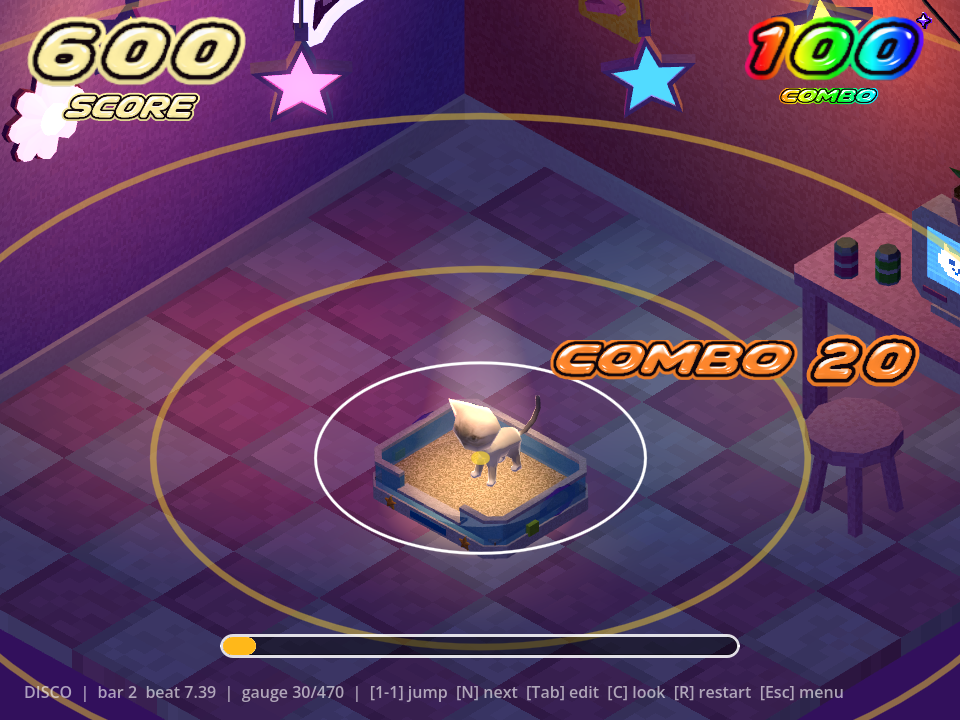 600
SCORE
100
COMBO
COMBO 20
DISCO | bar 2 beat 7.39 | gauge 30/470 | [1-1] jump [N] next [Tab] edit [C] look [R] restart [Esc] menu